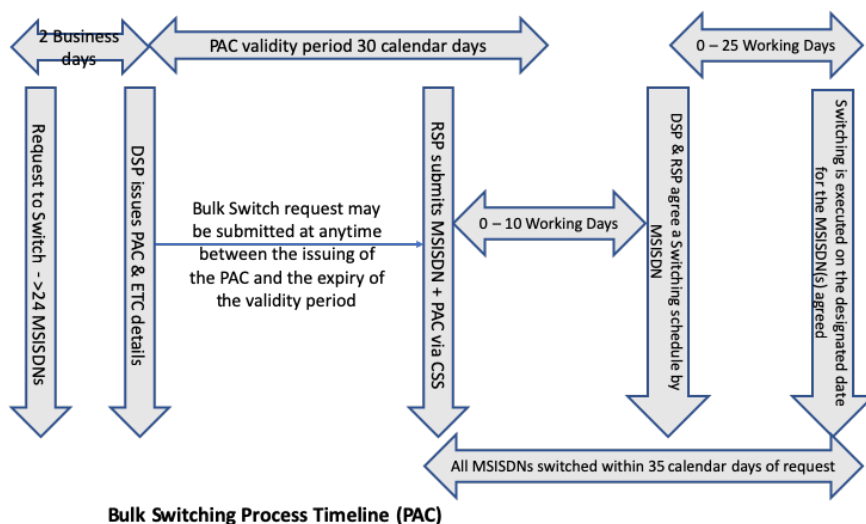 2 Business
days
PAC validity period 30 calendar days
0 – 25 Working Days
Request to Switch - >24 MSISDNs
DSP issues PAC & ETC details
Bulk Switch request may
be submitted at anytime
between the issuing of
the PAC and the expiry of
the validity period
RSP submits MSISDN + PAC via CSS
0 – 10 Working Days
DSP & RSP agree a Switching schedule by
MSISDN
Switching is executed on the designated date
for the MSISDN(s) agreed
All MSISDNs switched within 35 calendar days of request
Bulk Switching Process Timeline (PAC)